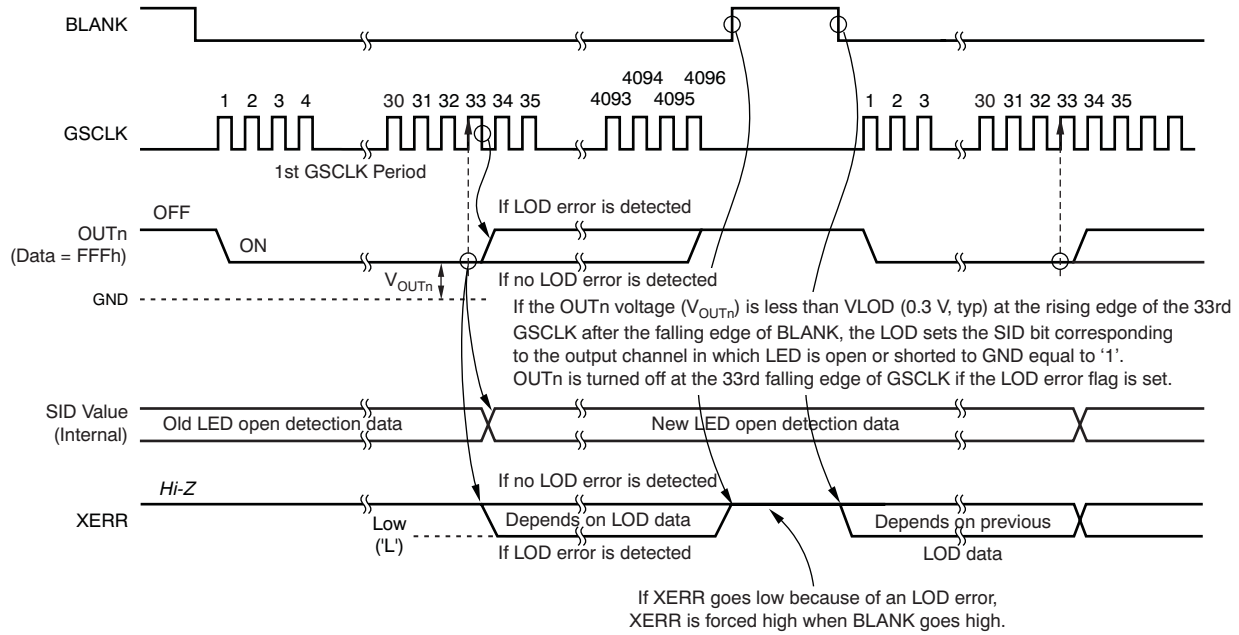 BLANK
4094 4096
1 2 3 4 30 31 32 33 34 35 4093 4095 1 2 3 30 31 32 33 34 35
GSCLK
1st GSCLK Period
OFF
If LOD error is detected
OUTn
(Data = FFFh)
ON
VOUTn
If no LOD error is detected
GND
If the OUTn voltage (VOUTn) is less than VLOD (0.3 V, typ) at the rising edge of the 33rd
GSCLK after the falling edge of BLANK, the LOD sets the SID bit corresponding
to the output channel in which LED is open or shorted to GND equal to ‘1’.
OUTn is turned off at the 33rd falling edge of GSCLK if the LOD error flag is set.
SID Value
(Internal)
Old LED open detection data
New LED open detection data
Hi-Z
If no LOD error is detected
XERR
Low
('L')
Depends on LOD data
Depends on previous
LOD data
If LOD error is detected
If XERR goes low because of an LOD error,
XERR is forced high when BLANK goes high.